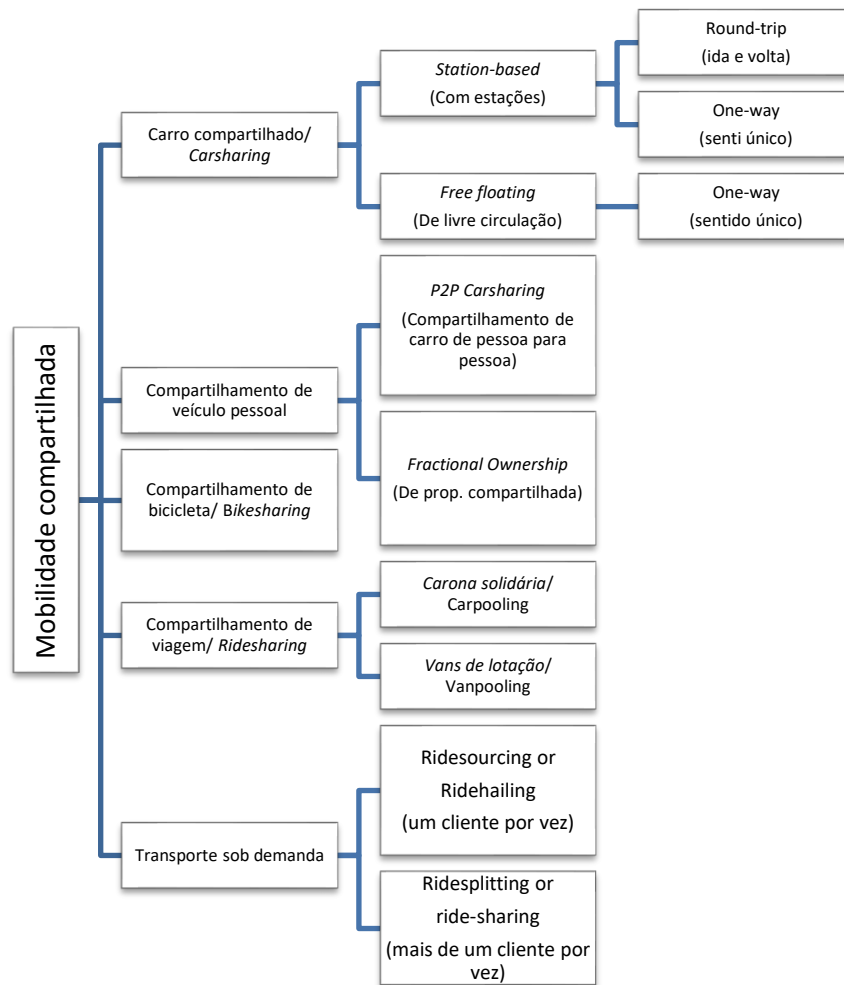 Mobilidade compartilhada
Carro compartilhado/
Carsharing
Station-based
(Com estações)
Round-trip
(ida e volta)
One-way
(senti único)
Free floating
(De livre circulação)
One-way
(sentido único)
Compartilhamento de
veículo pessoal
P2P Carsharing
(Compartilhamento de
carro de pessoa para
pessoa)
Fractional Ownership
(De prop. compartilhada)
Compartilhamento de
bicicleta/ Bikesharing
Compartilhamento de
viagem/ Ridesharing
Carona solidária/
Carpooling
Vans de lotação/
Vanpooling
Transporte sob demanda
Ridesourcing or
Ridehailing
(um cliente por vez)
Ridesplitting or
ride-sharing
(mais de um cliente por
vez)